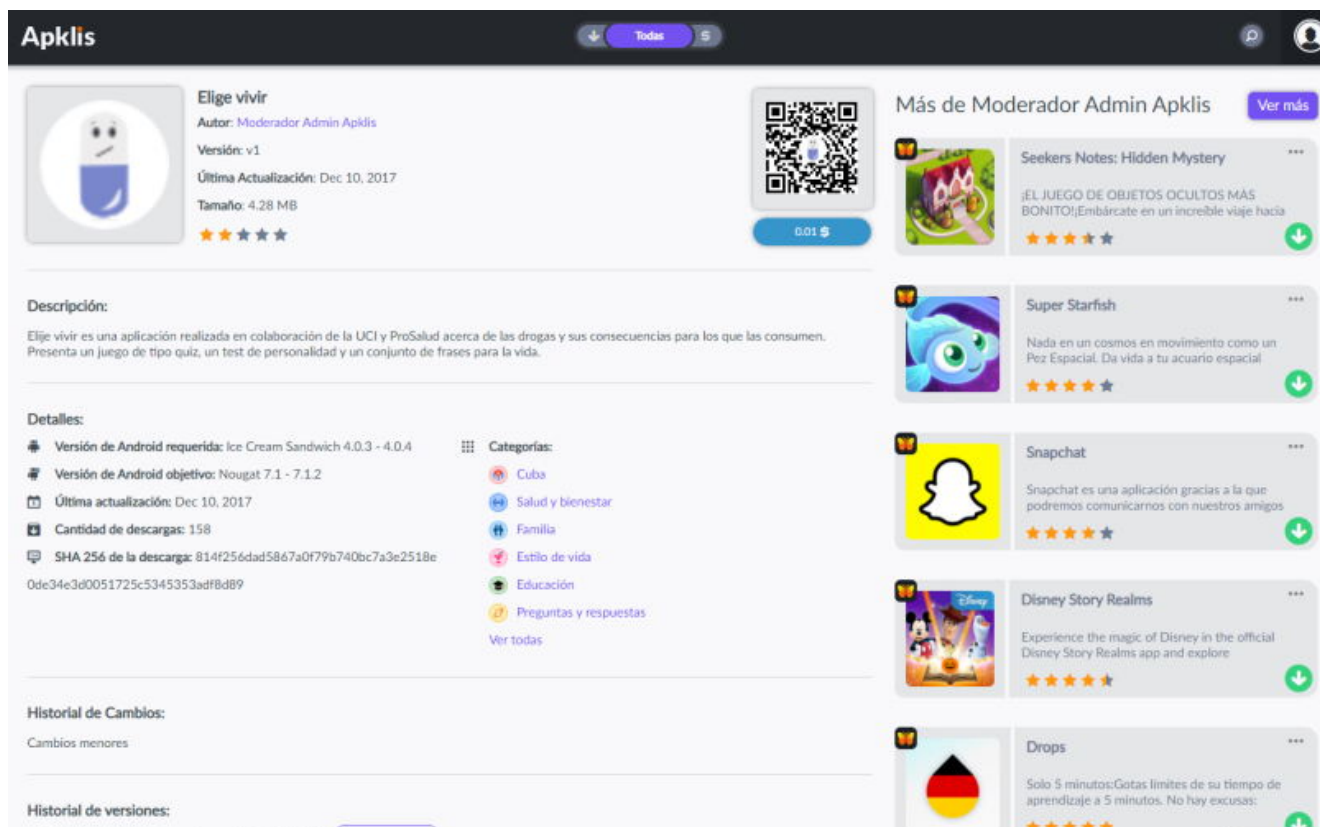 Apklis
Todas
Elige vivir
Autor: Moderador Admin Apklis
Versión: v1
Última Actualización: Dec 10, 2017
Tamaño: 4.28 MB
0.01 $
Descripción:
Elije vivir es una aplicación realizada en colaboración de la UCI y ProSalud acerca de las drogas y sus consecuencias para los que las consumen.
Presenta un juego de tipo quiz, un test de personalidad y un conjunto de frases para la vida.
Detalles:
Versión de Android requerida: Ice Cream Sandwich 4.0.3 - 4.0.4
Versión de Android objetivo: Nougat 7.1 - 7.1.2
Última actualización: Dec 10, 2017
Cantidad de descargas: 158
SHA 256 de la descarga: 814f256dad5867a0f79b740bc7a3e2518e
0de34e3d0051725c5345353adf8d89
Categorías:
Cuba
Salud y bienestar
Familia
Estilo de vida
Educación
Preguntas y respuestas
Ver todas
Historial de Cambios:
Cambios menores
Historial de versiones:
Más de Moderador Admin Apklis
Ver más
Seekers Notes: Hidden Mystery
¡EL JUEGO DE OBJETOS OCULTOS MÁS
BONITO!¡Embárcate en un increíble viaje hacia
Super Starfish
Nada en un cosmos en movimiento como un
Pez Espacial. Da vida a tu acuario espacial
Snapchat
Snapchat es una aplicación gracias a la que
podremos comunicarnos con nuestros amigos
Disney
Disney Story Realms
Experience the magic of Disney in the official
Disney Story Realms app and explore
Drops
Solo 5 minutos:Gotas limites de su tiempo de
aprendizaje a 5 minutos. No hay excusas: